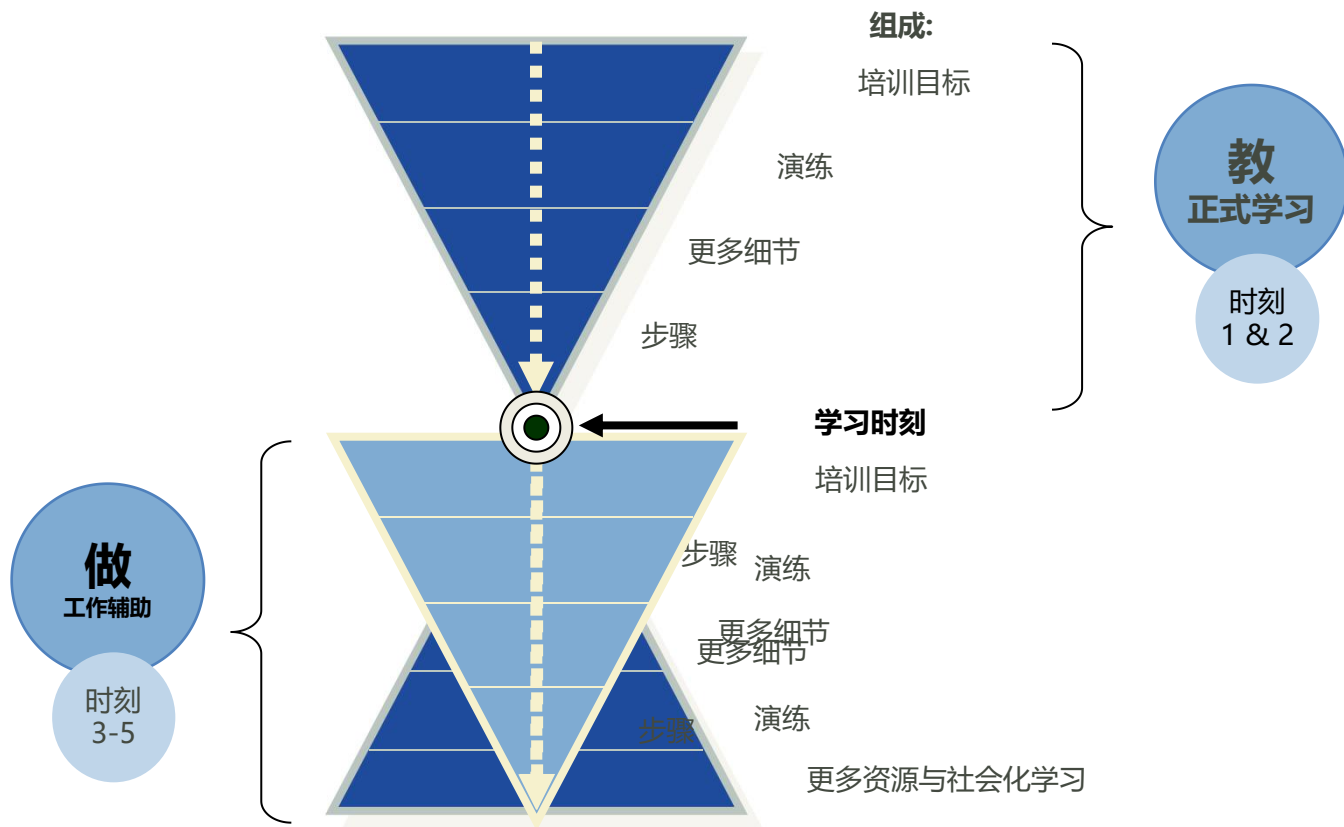 组成:
培训目标
演练
更多细节
步骤
教
正式学习
时刻
1 & 2
学习时刻
培训目标
步骤
演练
更多细节
更多细节
步骤
演练
更多资源与社会化学习
做
工作辅助
时刻
3-5